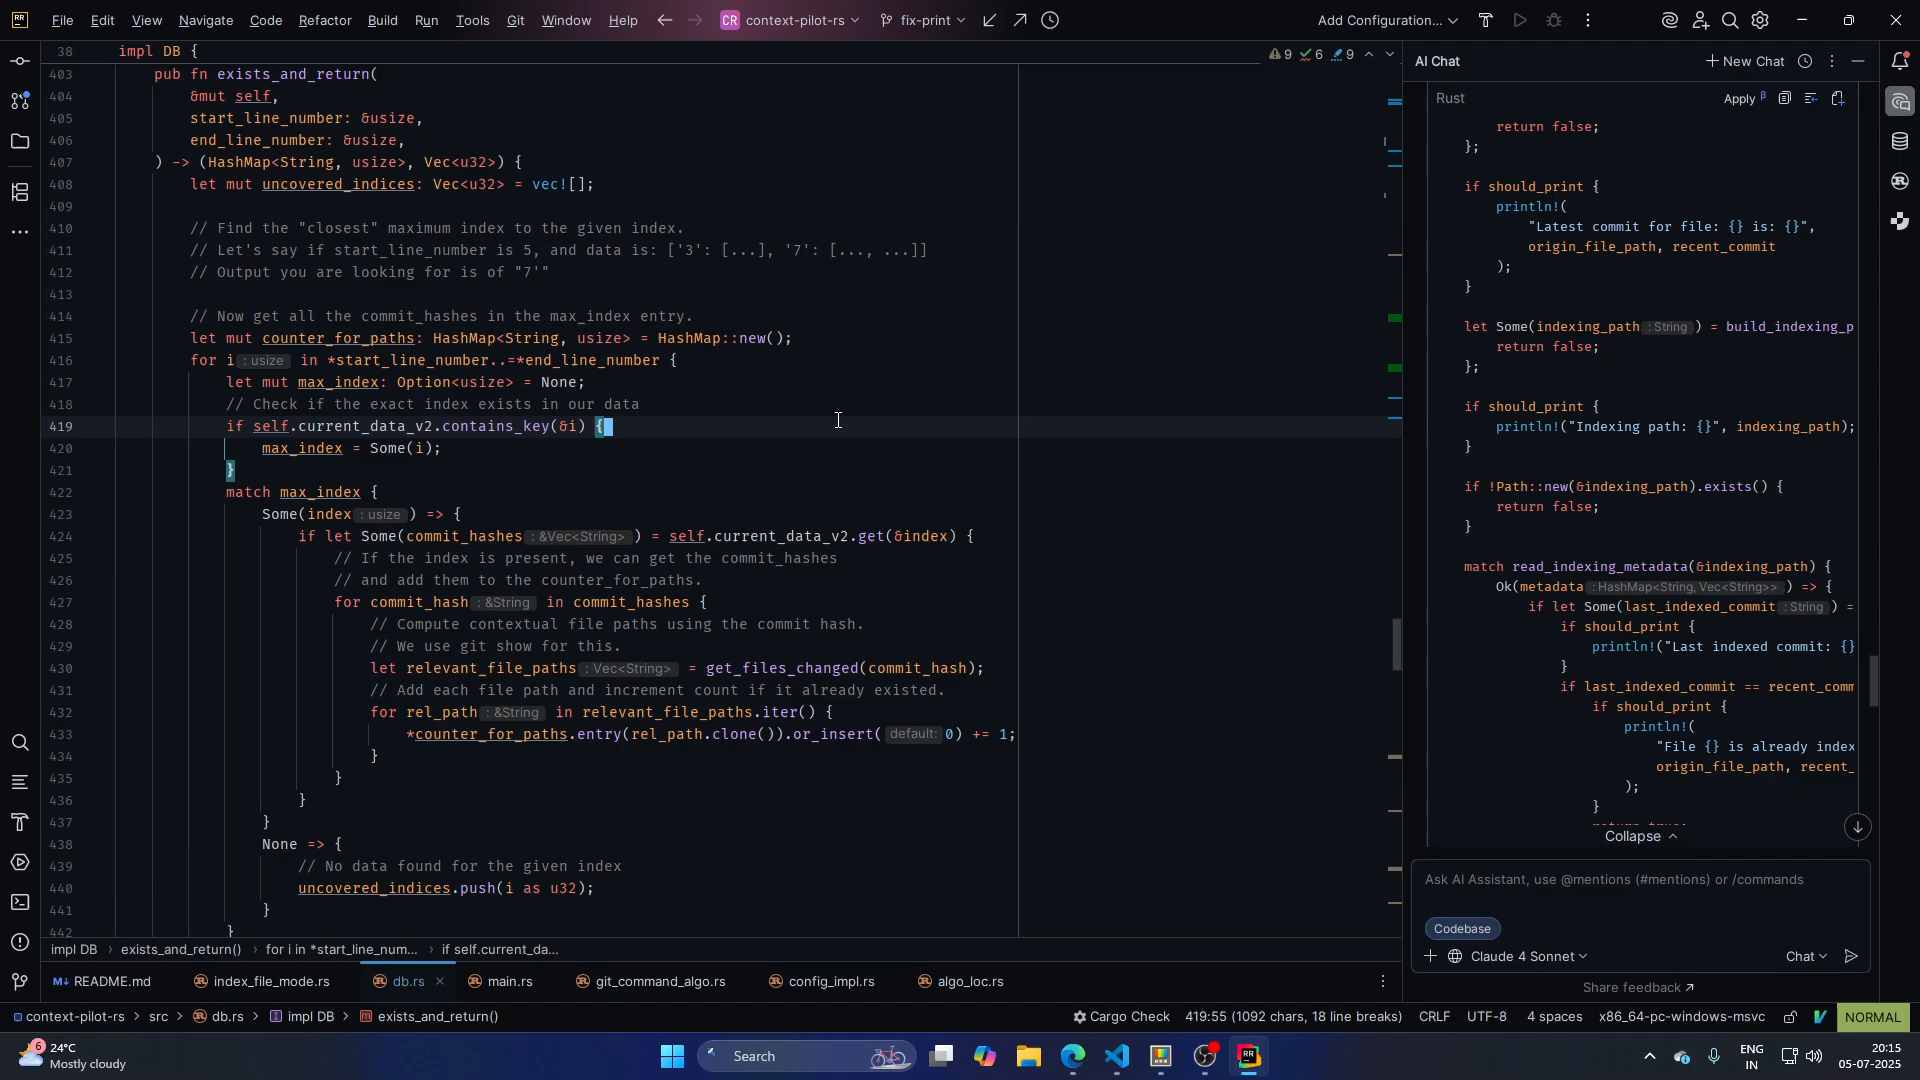 RR File Edit View Navigate Code Refactor Build Run Tools Git Window Help CR context-pilot-rs fix-print Add Configuration...
38 impl DB {
9 6 9
403 pub fn exists_and_return(
404 &mut self,
405 start_line_number: &usize,
406 end_line_number: &usize,
407 ) -> (HashMap<String, usize>, Vec<u32>) {
408 let mut uncovered_indices: Vec<u32> = vec![];
409
410 // Find the "closest" maximum index to the given index.
411 // Let's say if start_line_number is 5, and data is: ['3': [...], '7': [..., ...]]
412 // Output you are looking for is of "7'"
413
414 // Now get all the commit_hashes in the max_index entry.
415 let mut counter_for_paths: HashMap<String, usize> = HashMap::new();
416 for i : usize in *start_line_number..=*end_line_number {
417 let mut max_index: Option<usize> = None;
418 // Check if the exact index exists in our data
419 if self.current_data_v2.contains_key(&i) {
420 max_index = Some(i);
421 }
422 match max_index {
423 Some(index : usize ) => {
424 if let Some(commit_hashes : &Vec<String> ) = self.current_data_v2.get(&index) {
425 // If the index is present, we can get the commit_hashes
426 // and add them to the counter_for_paths.
427 for commit_hash : &String in commit_hashes {
428 // Compute contextual file paths using the commit hash.
429 // We use git show for this.
430 let relevant_file_paths : Vec<String> = get_files_changed(commit_hash);
431 // Add each file path and increment count if it already existed.
432 for rel_path : &String in relevant_file_paths.iter() {
433 *counter_for_paths.entry(rel_path.clone()).or_insert( default: 0) += 1;
434 }
435 }
436 }
437 }
438 None => {
439 // No data found for the given index
440 uncovered_indices.push(i as u32);
441 }
442 }
impl DB > exists_and_return() > for i in *start_line_num... > if self.current_da...
M↓ README.md index_file_mode.rs db.rs × main.rs git_command_algo.rs config_impl.rs algo_loc.rs
AI Chat + New Chat
Rust Apply β
return false;
};
if should_print {
println!(
"Latest commit for file: {} is: {}",
origin_file_path, recent_commit
);
}
let Some(indexing_path : String ) = build_indexing_p
return false;
};
if should_print {
println!("Indexing path: {}", indexing_path);
}
if !Path::new(&indexing_path).exists() {
return false;
}
match read_indexing_metadata(&indexing_path) {
Ok(metadata : HashMap<String, Vec<String>> ) => {
if let Some(last_indexed_commit : String ) =
if should_print {
println!("Last indexed commit: {}
}
if last_indexed_commit == recent_comm
if should_print {
println!(
"File {} is already index
origin_file_path, recent_
);
}
Collapse
Ask AI Assistant, use @mentions (#mentions) or /commands
Codebase
Claude 4 Sonnet Chat
Share feedback ↗
context-pilot-rs > src > db.rs > impl DB > exists_and_return() Cargo Check 419:55 (1092 chars, 18 line breaks) CRLF UTF-8 4 spaces x86_64-pc-windows-msvc NORMAL
6 24°C
Mostly cloudy
Search
RR
ENG
IN
20:15
05-07-2025